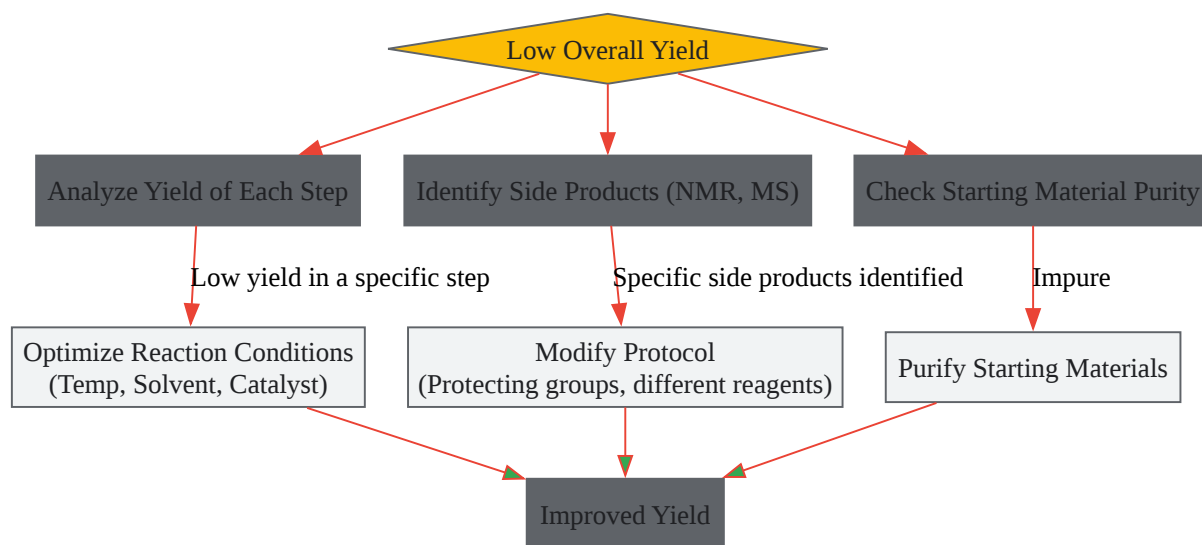 Low Overall Yield
Analyze Yield of Each Step
Identify Side Products (NMR, MS)
Check Starting Material Purity
Low yield in a specific step
Specific side products identified
Impure
Optimize Reaction Conditions
(Temp, Solvent, Catalyst)
Modify Protocol
(Protecting groups, different reagents)
Purify Starting Materials
Improved Yield